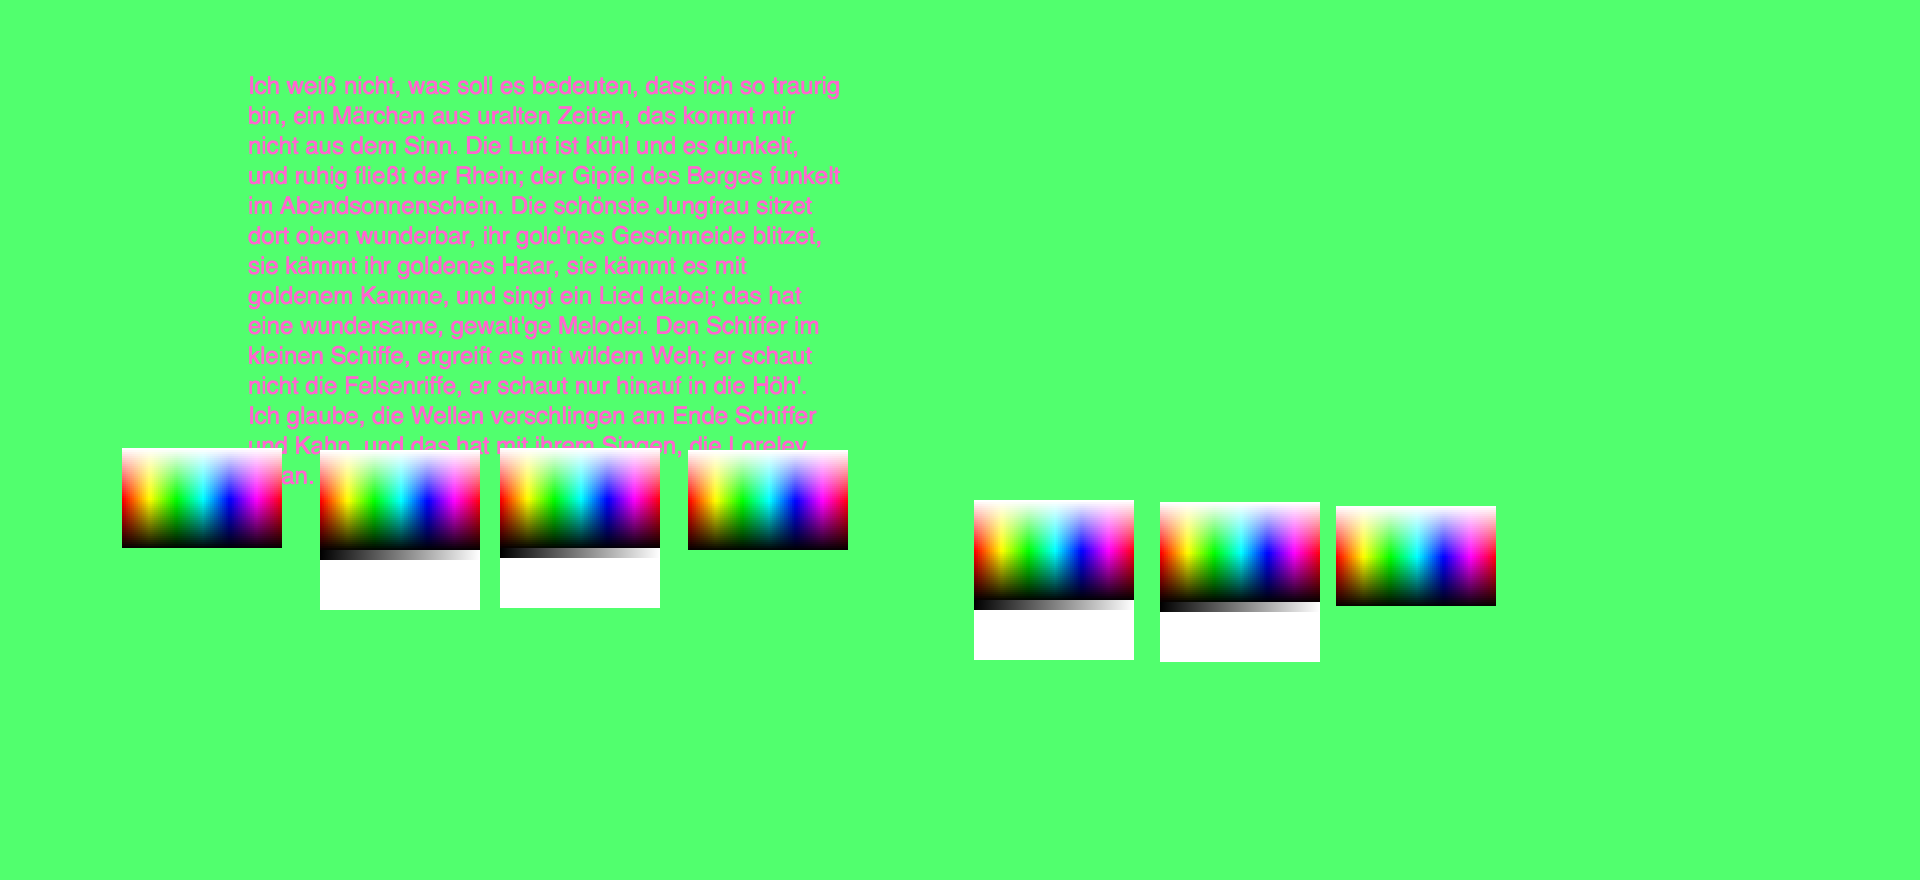 Ich weiß nicht, was soll es bedeuten, dass ich so traurig
bin, ein Märchen aus uralten Zeiten, das kommt mir
nicht aus dem Sinn. Die Luft ist kühl und es dunkelt,
und ruhig fließt der Rhein; der Gipfel des Berges funkelt
im Abendsonnenschein. Die schönste Jungfrau sitzet
dort oben wunderbar, ihr gold'nes Geschmeide blitzet,
sie kämmt ihr goldenes Haar, sie kämmt es mit
goldenem Kamme, und singt ein Lied dabei; das hat
eine wundersame, gewalt'ge Melodei. Den Schiffer im
kleinen Schiffe, ergreift es mit wildem Weh; er schaut
nicht die Felsenriffe, er schaut nur hinauf in die Höh'.
Ich glaube, die Wellen verschlingen am Ende Schiffer
und Kahn, und das hat mit ihrem Singen, die Loreley
an.